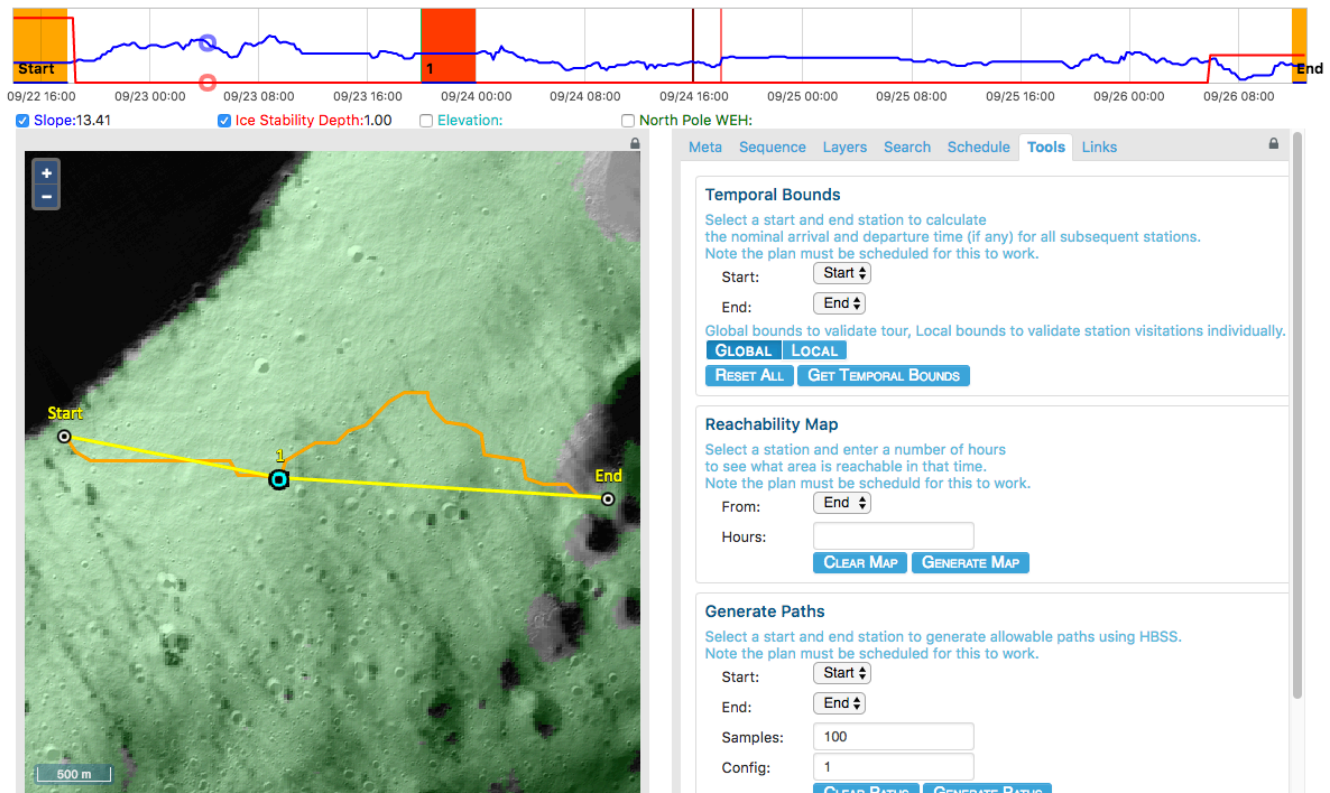 Start
1
End
09/22 16:00 09/23 00:00 09/23 08:00 09/23 16:00 09/24 00:00 09/24 08:00 09/24 16:00 09/25 00:00 09/25 08:00 09/25 16:00 09/26 00:00 09/26 08:00
Slope:13.41 Ice Stability Depth:1.00 Elevation: North Pole WEH:
+
−
Start
1
End
500 m
Meta Sequence Layers Search Schedule Tools Links
Temporal Bounds
Select a start and end station to calculate
the nominal arrival and departure time (if any) for all subsequent stations.
Note the plan must be scheduled for this to work.
Start: Start
End: End
Global bounds to validate tour, Local bounds to validate station visitations individually.
GLOBAL LOCAL
RESET ALL GET TEMPORAL BOUNDS
Reachability Map
Select a station and enter a number of hours
to see what area is reachable in that time.
Note the plan must be scheduld for this to work.
From: End
Hours:
CLEAR MAP GENERATE MAP
Generate Paths
Select a start and end station to generate allowable paths using HBSS.
Note the plan must be scheduled for this to work.
Start: Start
End: End
Samples: 100
Config: 1
CLEAR PATHS GENERATE PATHS